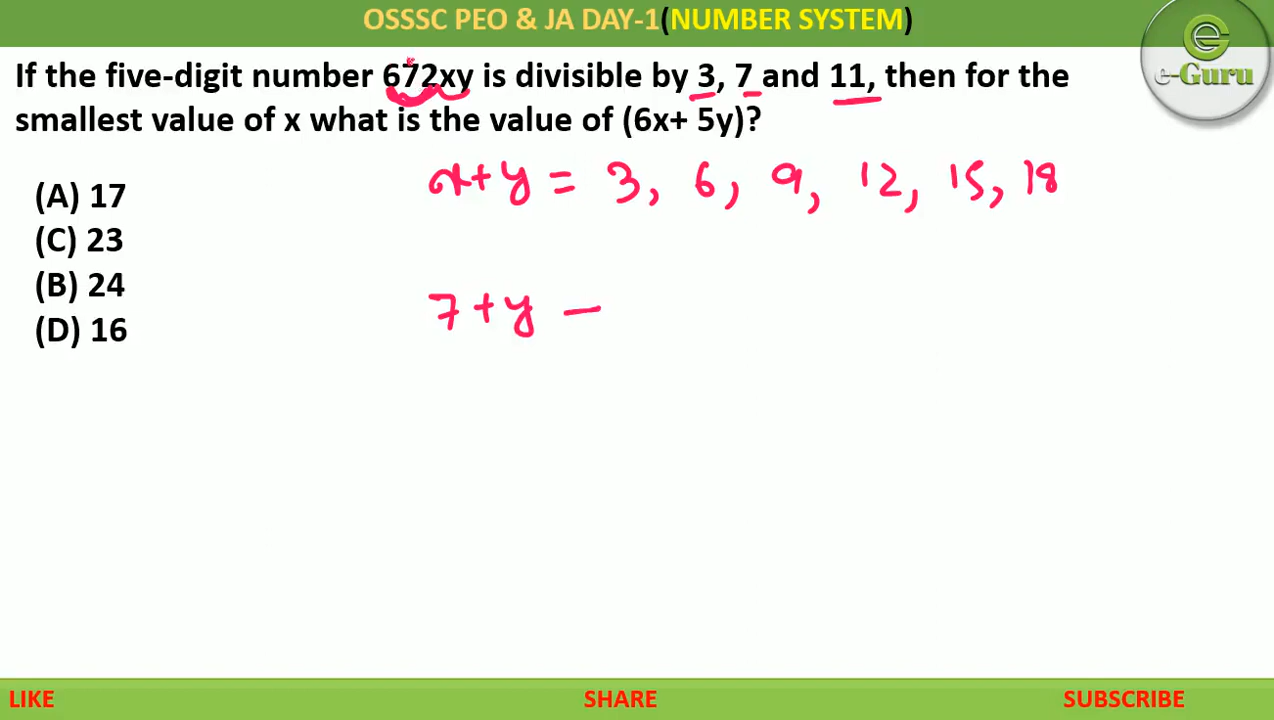 OSSSC PEO & JA DAY-1(NUMBER SYSTEM)
e-Guru
If the five-digit number 672xy is divisible by 3, 7 and 11, then for the
smallest value of x what is the value of (6x+ 5y)?
x+y = 3, 6, 9, 12, 15, 18
(A) 17
(C) 23
(B) 24
7+y —
(D) 16
LIKE SHARE SUBSCRIBE